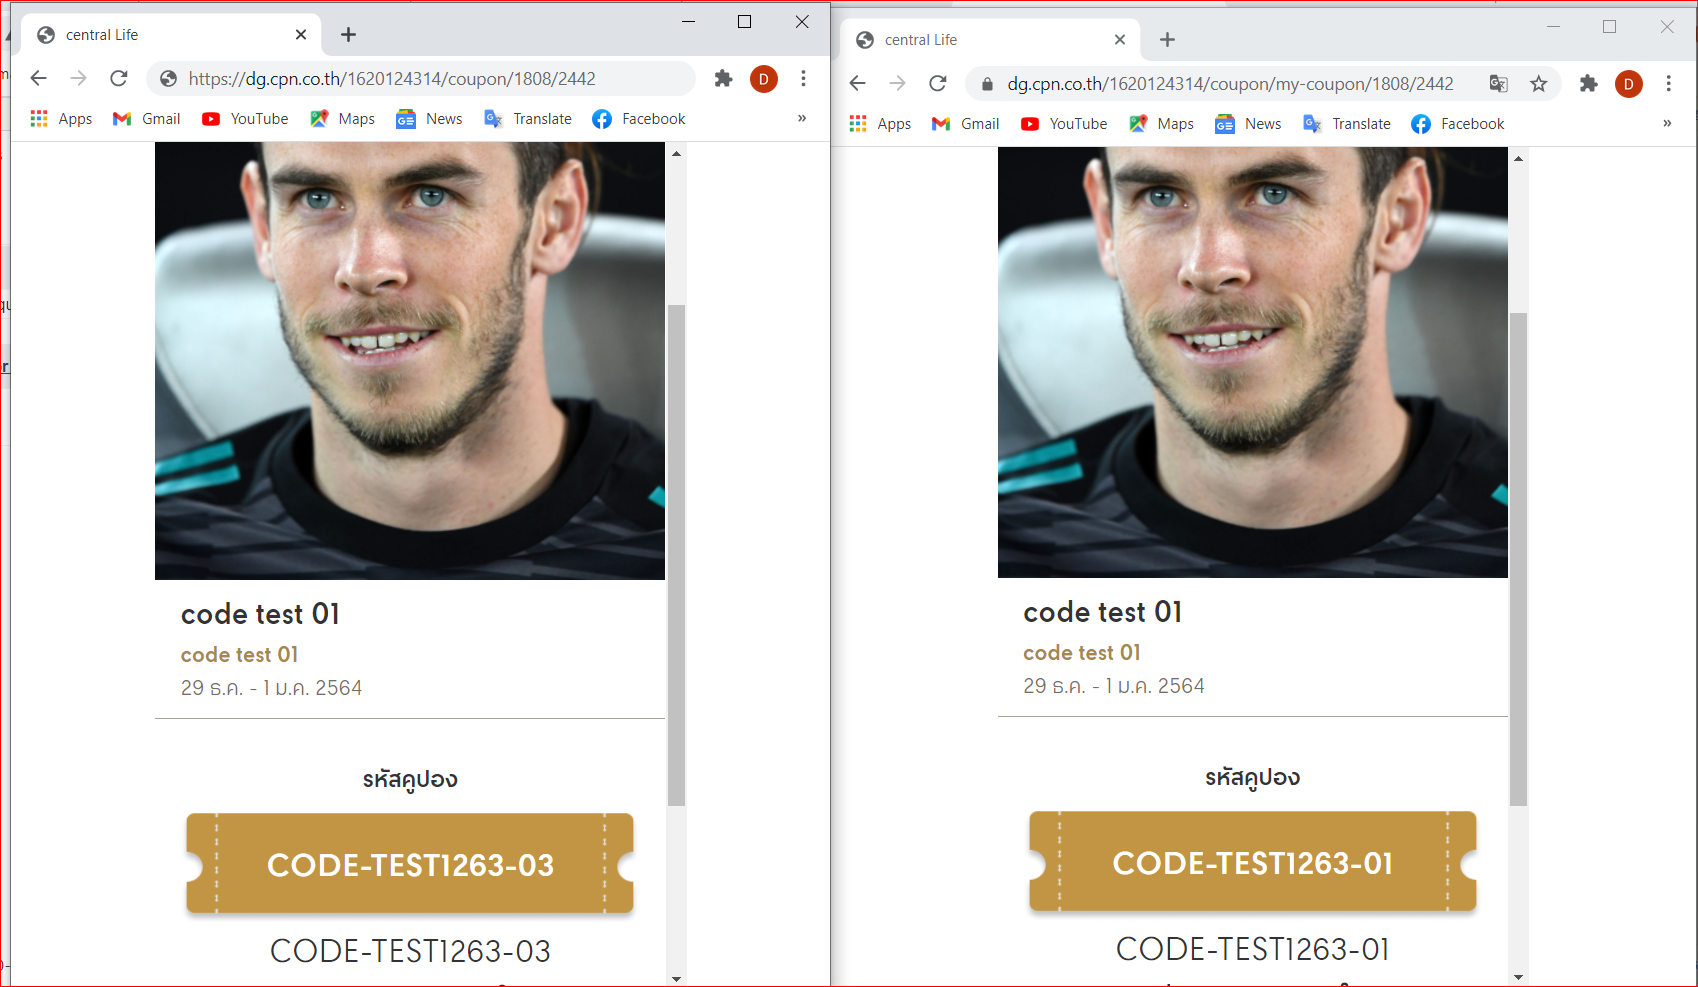 central Life
https://dg.cpn.co.th/1620124314/coupon/1808/2442
D
Apps Gmail YouTube Maps News Translate Facebook »
code test 01
code test 01
29 ธ.ค. - 1 ม.ค. 2564
รหัสคูปอง
CODE-TEST1263-03
CODE-TEST1263-03
central Life
dg.cpn.co.th/1620124314/coupon/my-coupon/1808/2442
D
Apps Gmail YouTube Maps News Translate Facebook »
code test 01
code test 01
29 ธ.ค. - 1 ม.ค. 2564
รหัสคูปอง
CODE-TEST1263-01
CODE-TEST1263-01